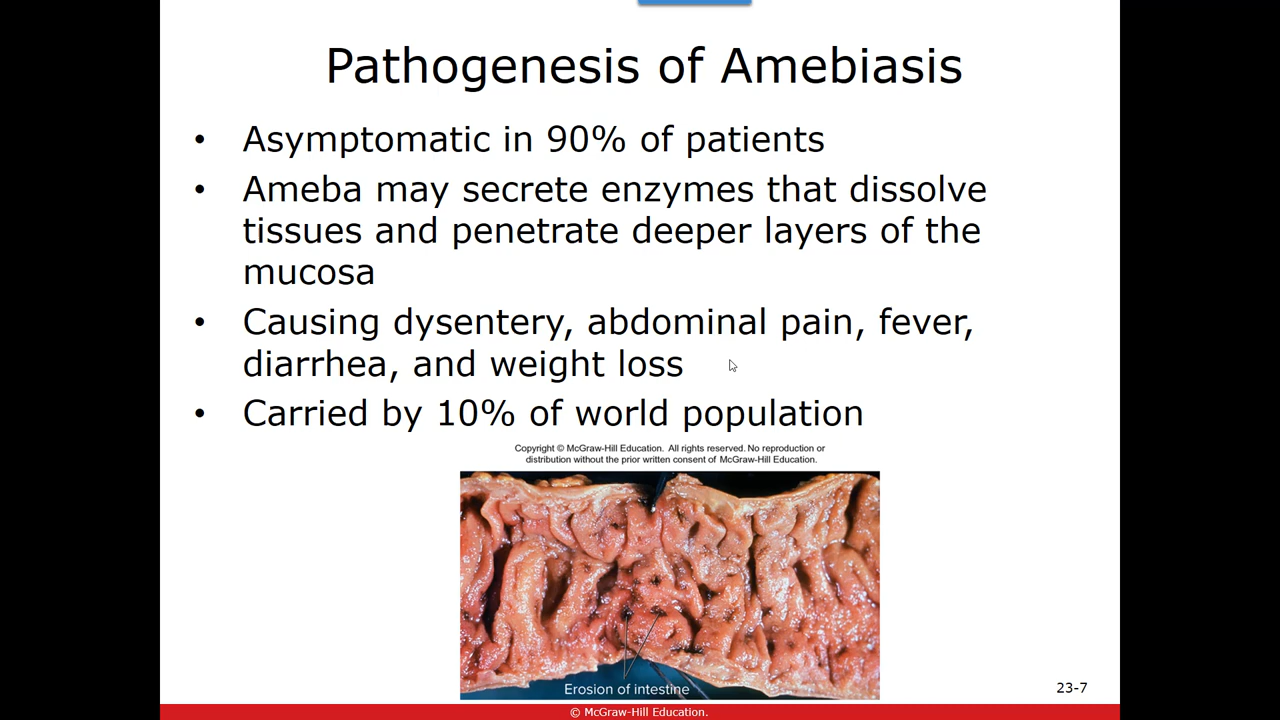 Pathogenesis of Amebiasis
• Asymptomatic in 90% of patients
• Ameba may secrete enzymes that dissolve
tissues and penetrate deeper layers of the
mucosa
• Causing dysentery, abdominal pain, fever,
diarrhea, and weight loss
• Carried by 10% of world population
Copyright © McGraw-Hill Education. All rights reserved. No reproduction or
distribution without the prior written consent of McGraw-Hill Education.
Erosion of intestine
23-7
© McGraw-Hill Education.